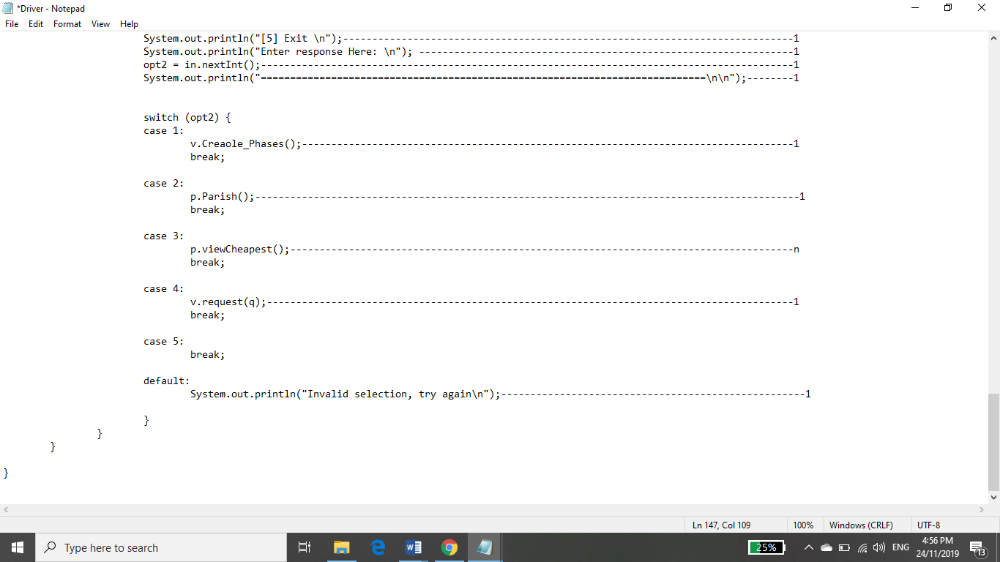 *Driver - Notepad
File Edit Format View Help
System.out.println("[5] Exit \n");-----------------------------------------------------------------------------1
System.out.println("Enter response Here: \n"); ----------------------------------------------------------------1
opt2 = in.nextInt();-------------------------------------------------------------------------------------------1
System.out.println("============================================================================\n\n");--------1
switch (opt2) {
case 1:
v.Creaole_Phases();------------------------------------------------------------------------------------1
break;
case 2:
p.Parish();---------------------------------------------------------------------------------------------1
break;
case 3:
p.viewCheapest();--------------------------------------------------------------------------------------n
break;
case 4:
v.request(q);------------------------------------------------------------------------------------------1
break;
case 5:
break;
default:
System.out.println("Invalid selection, try again\n");----------------------------------------------------1
}
}
}
}
Ln 147, Col 109 100% Windows (CRLF) UTF-8
Type here to search
25%
ENG
4:56 PM
24/11/2019
13